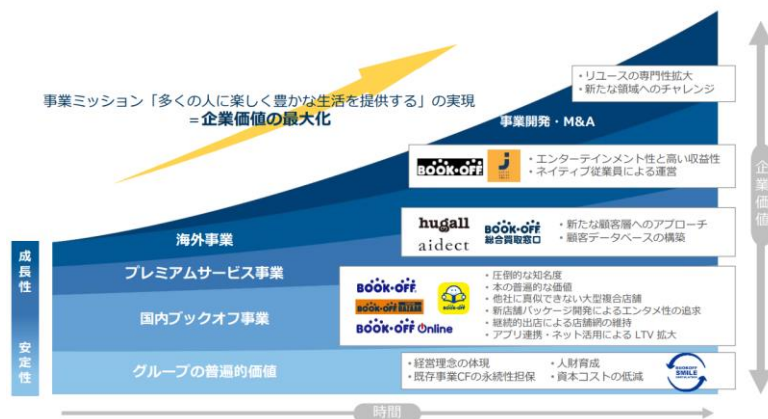 ・リユースの専門性拡大
・新たな領域へのチャレンジ
事業ミッション「多くの人に楽しく豊かな生活を提供する」の実現
＝企業価値の最大化
事業開発・M&A
BOOK・OFF
J
・エンターテインメント性と高い収益性
・ネイティブ従業員による運営
企業価値
海外事業
hugall
aidect
BOOK・OFF
総合買取窓口
・新たな顧客層へのアプローチ
・顧客データベースの構築
成長性
プレミアムサービス事業
BOOK・OFF
BOOK・OFF
BAZAAR
BOOK・OFF Online
BOOK・OFF
・圧倒的な知名度
・本の普遍的な価値
・他社に真似できない大型複合店舗
・新店舗パッケージ開発によるエンタメ性の追求
・継続的出店による店舗網の維持
・アプリ連携・ネット活用による LTV 拡大
国内ブックオフ事業
安定性
グループの普遍的価値
・経営理念の体現
・既存事業CFの永続性担保
・人財育成
・資本コストの低減
BOOKOFF
SMILE
時間